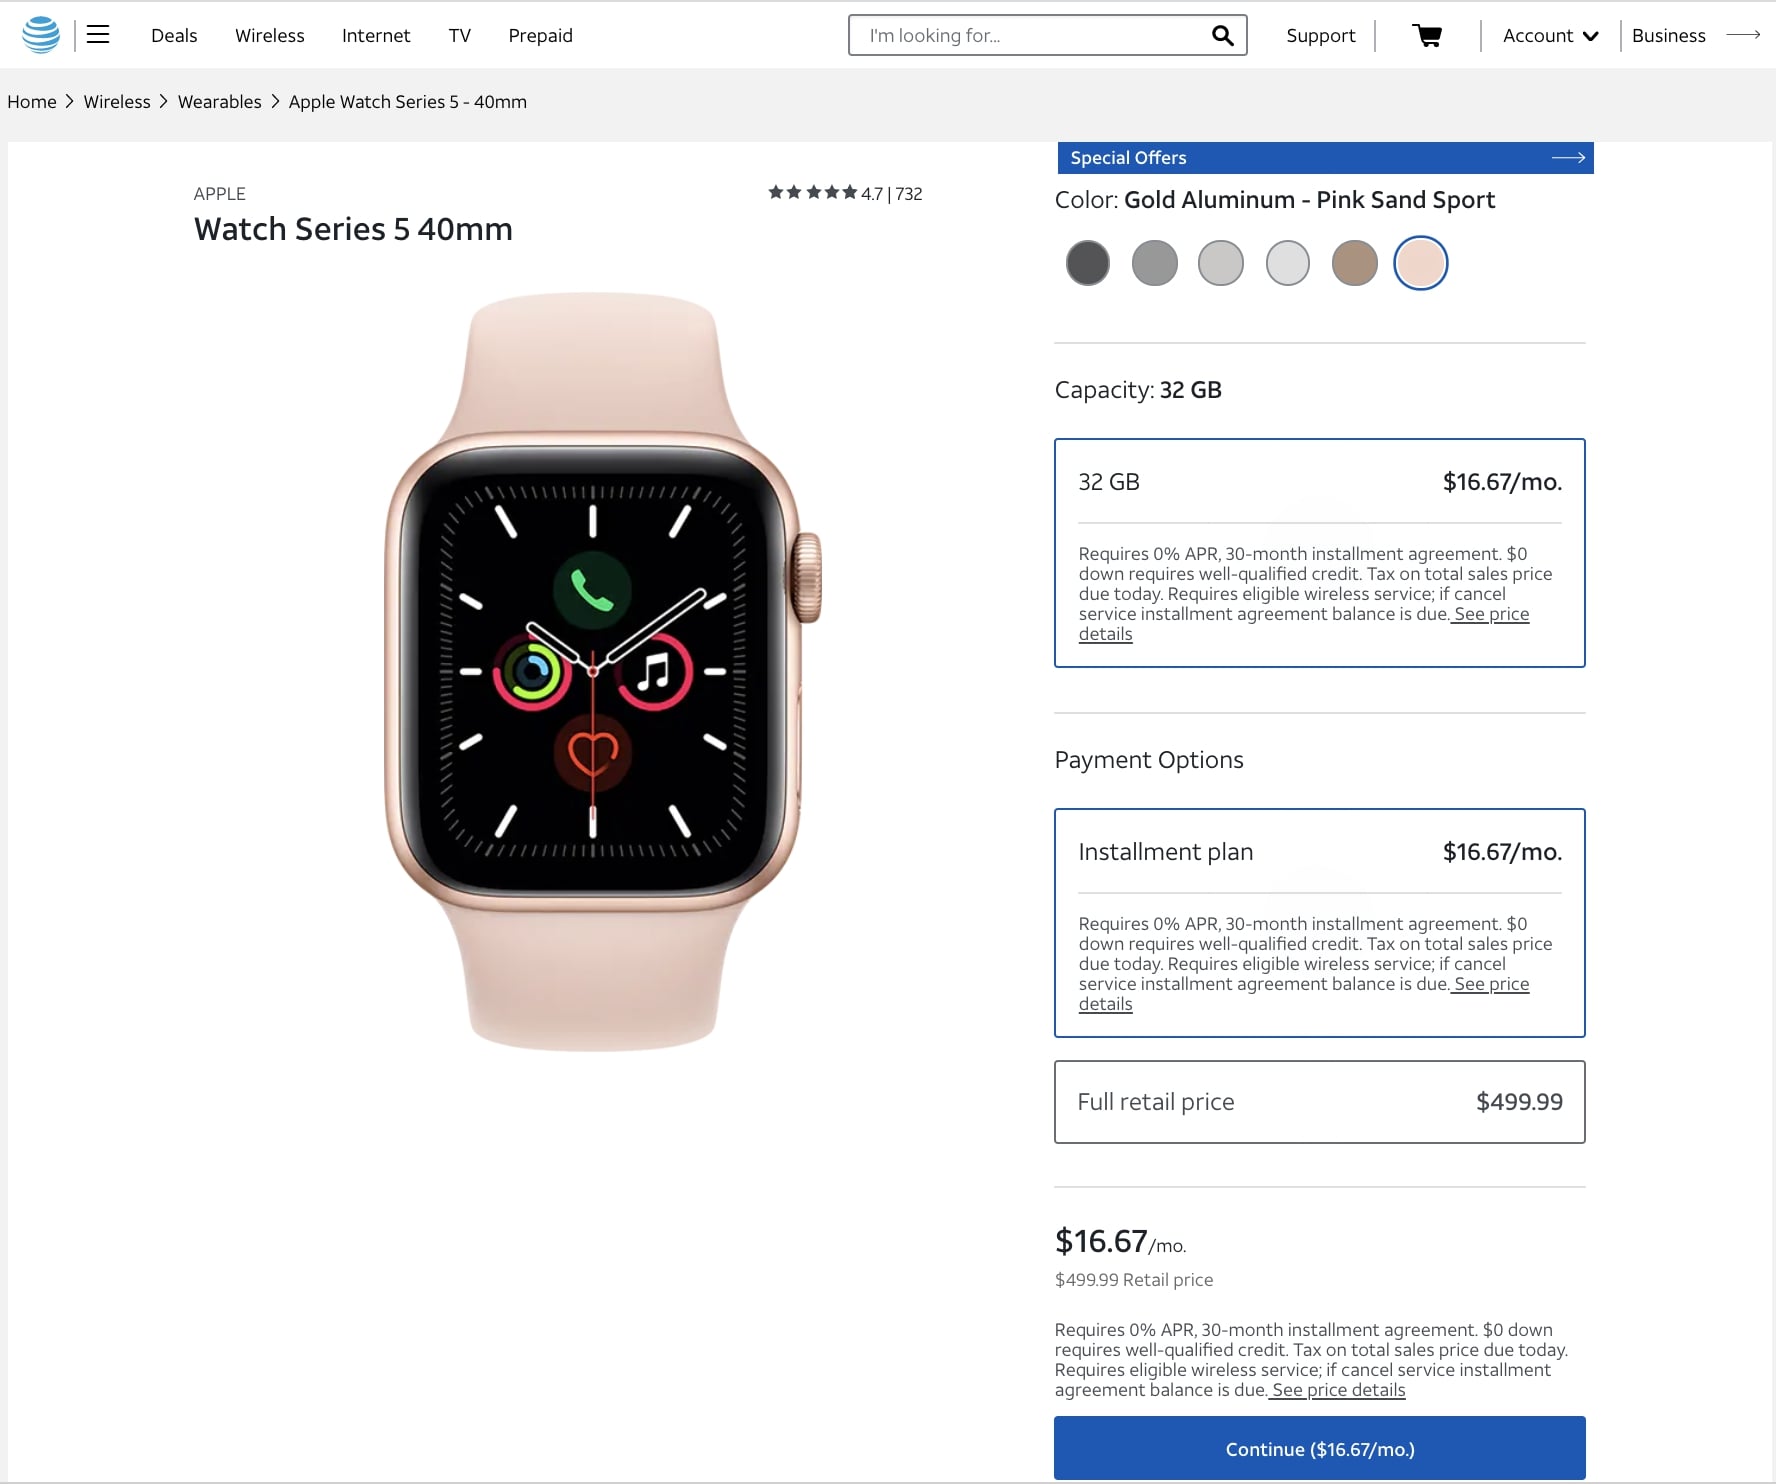 Deals Wireless Internet TV Prepaid I'm looking for... Support Account Business
Home > Wireless > Wearables > Apple Watch Series 5 - 40mm
APPLE
4.7 | 732
Watch Series 5 40mm
Special Offers
Color: Gold Aluminum - Pink Sand Sport
Capacity: 32 GB
32 GB $16.67/mo.
Requires 0% APR, 30-month installment agreement. $0
down requires well-qualified credit. Tax on total sales price
due today. Requires eligible wireless service; if cancel
service installment agreement balance is due. See price
details
Payment Options
Installment plan $16.67/mo.
Requires 0% APR, 30-month installment agreement. $0
down requires well-qualified credit. Tax on total sales price
due today. Requires eligible wireless service; if cancel
service installment agreement balance is due. See price
details
Full retail price $499.99
$16.67/mo.
$499.99 Retail price
Requires 0% APR, 30-month installment agreement. $0 down
requires well-qualified credit. Tax on total sales price due today.
Requires eligible wireless service; if cancel service installment
agreement balance is due. See price details
Continue ($16.67/mo.)